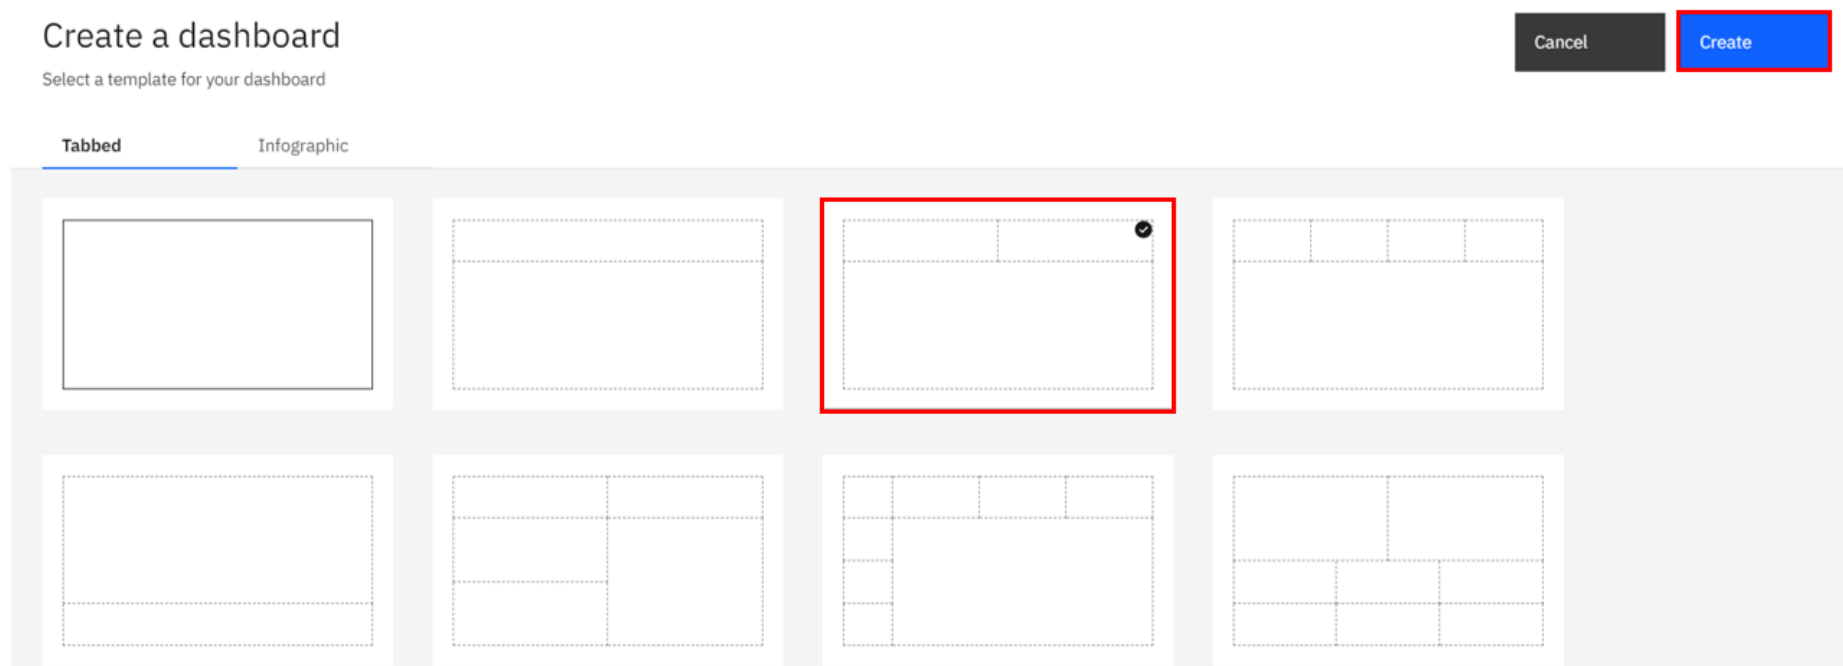 Create a dashboard
Cancel
Create
Select a template for your dashboard
Tabbed
Infographic